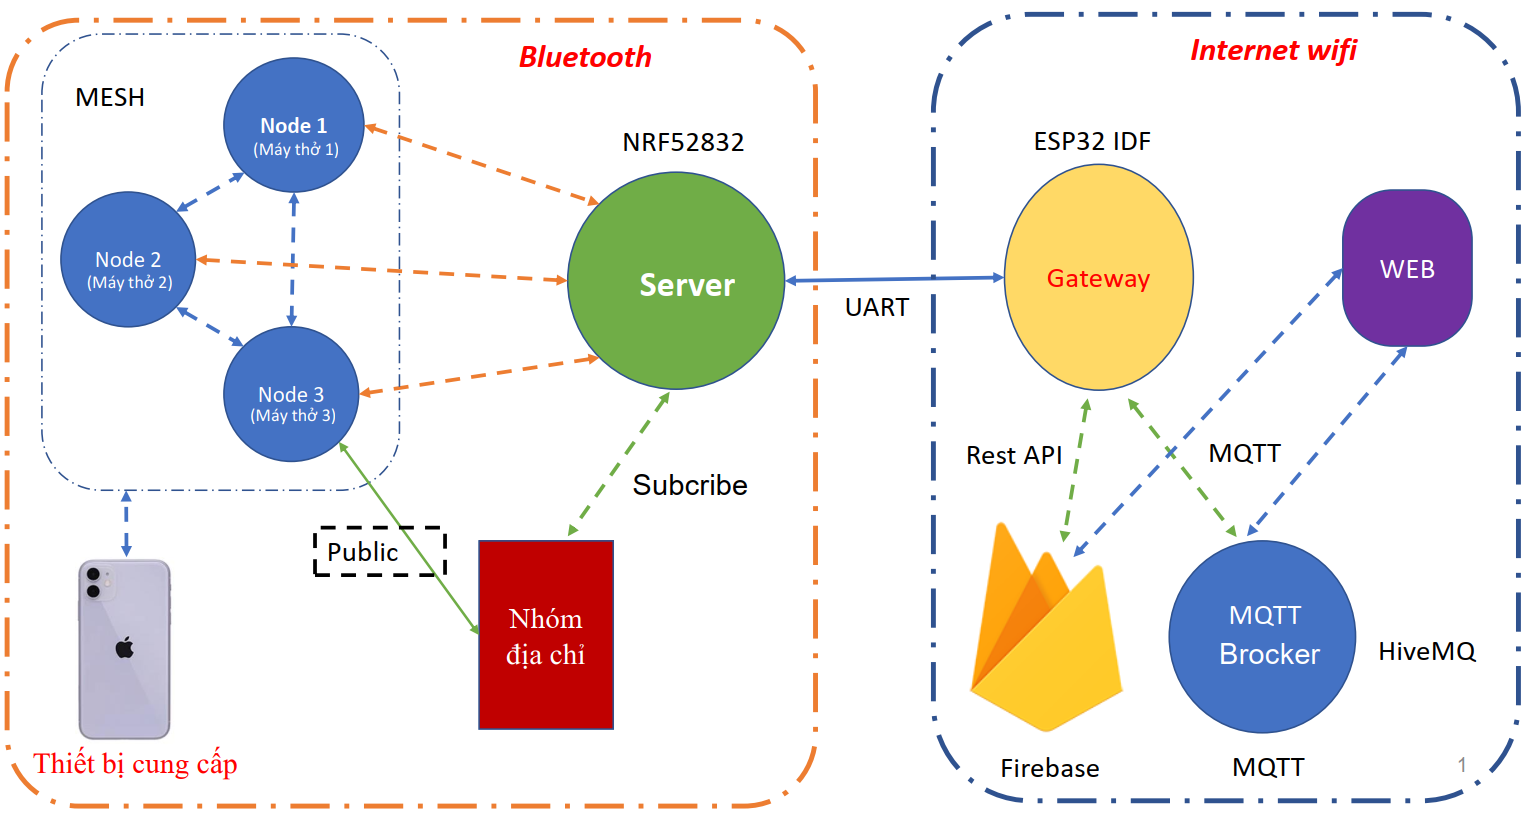 Bluetooth
MESH
Node 1
(Máy thở 1)
Node 2
(Máy thở 2)
Node 3
(Máy thở 3)
NRF52832
Server
Subcribe
Public
Nhóm
địa chỉ
Thiết bị cung cấp
UART
Internet wifi
ESP32 IDF
Gateway
WEB
Rest API
MQTT
MQTT
Brocker
HiveMQ
Firebase
MQTT
1